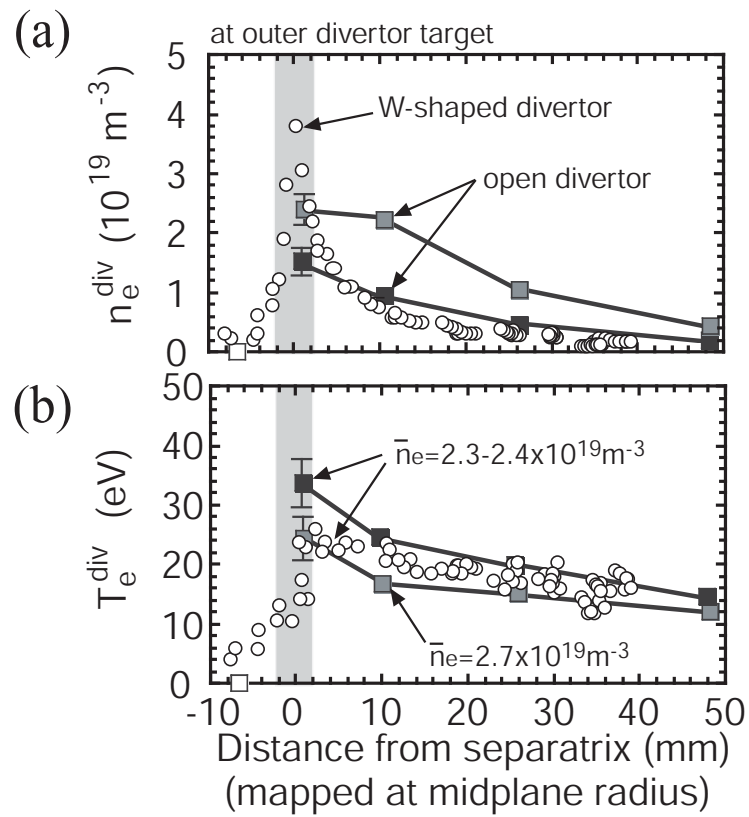 (a)
at outer divertor target
5
4
3
2
1
0
n_e^div (10^19 m^-3)
W-shaped divertor
open divertor
(b)
50
40
30
20
10
0
T_e^div (eV)
n̄e=2.3-2.4x10^19m^-3
n̄e=2.7x10^19m^-3
-10 0 10 20 30 40 50
Distance from separatrix (mm)
(mapped at midplane radius)